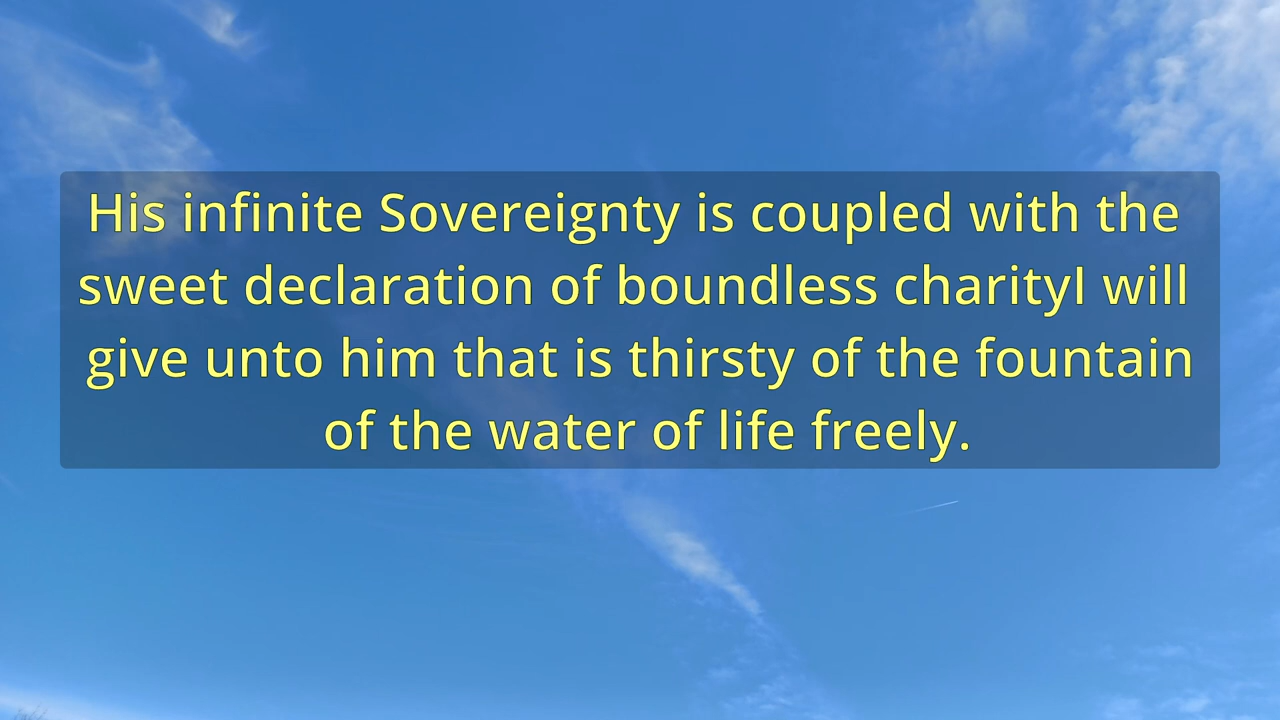 His infinite Sovereignty is coupled with the
sweet declaration of boundless charityI will
give unto him that is thirsty of the fountain
of the water of life freely.